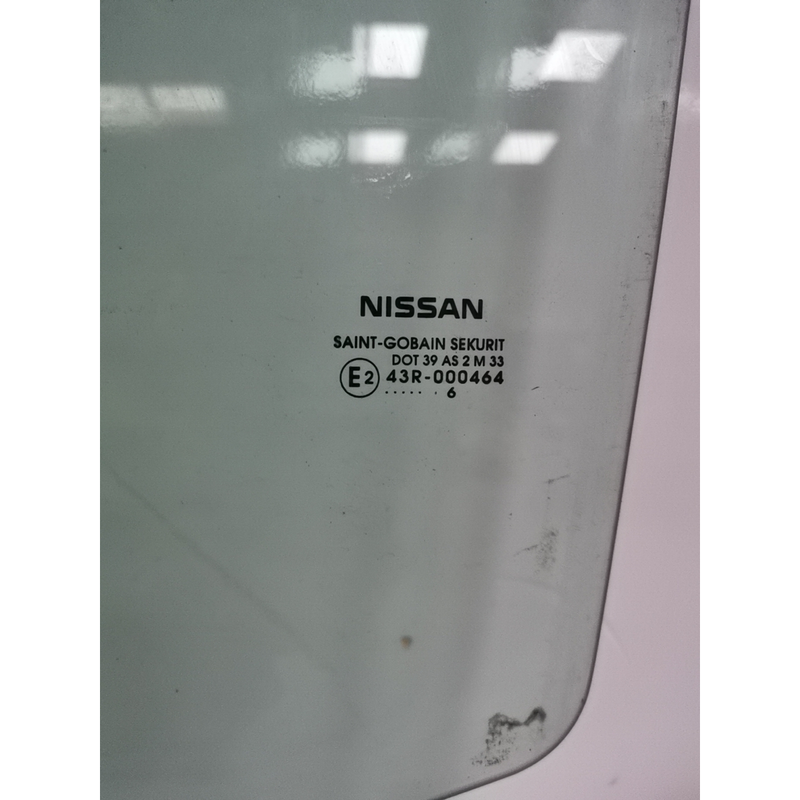 NISSAN
SAINT-GOBAIN SEKURIT
DOT 39 AS 2 M 33
E2 43R-000464
..... . 6